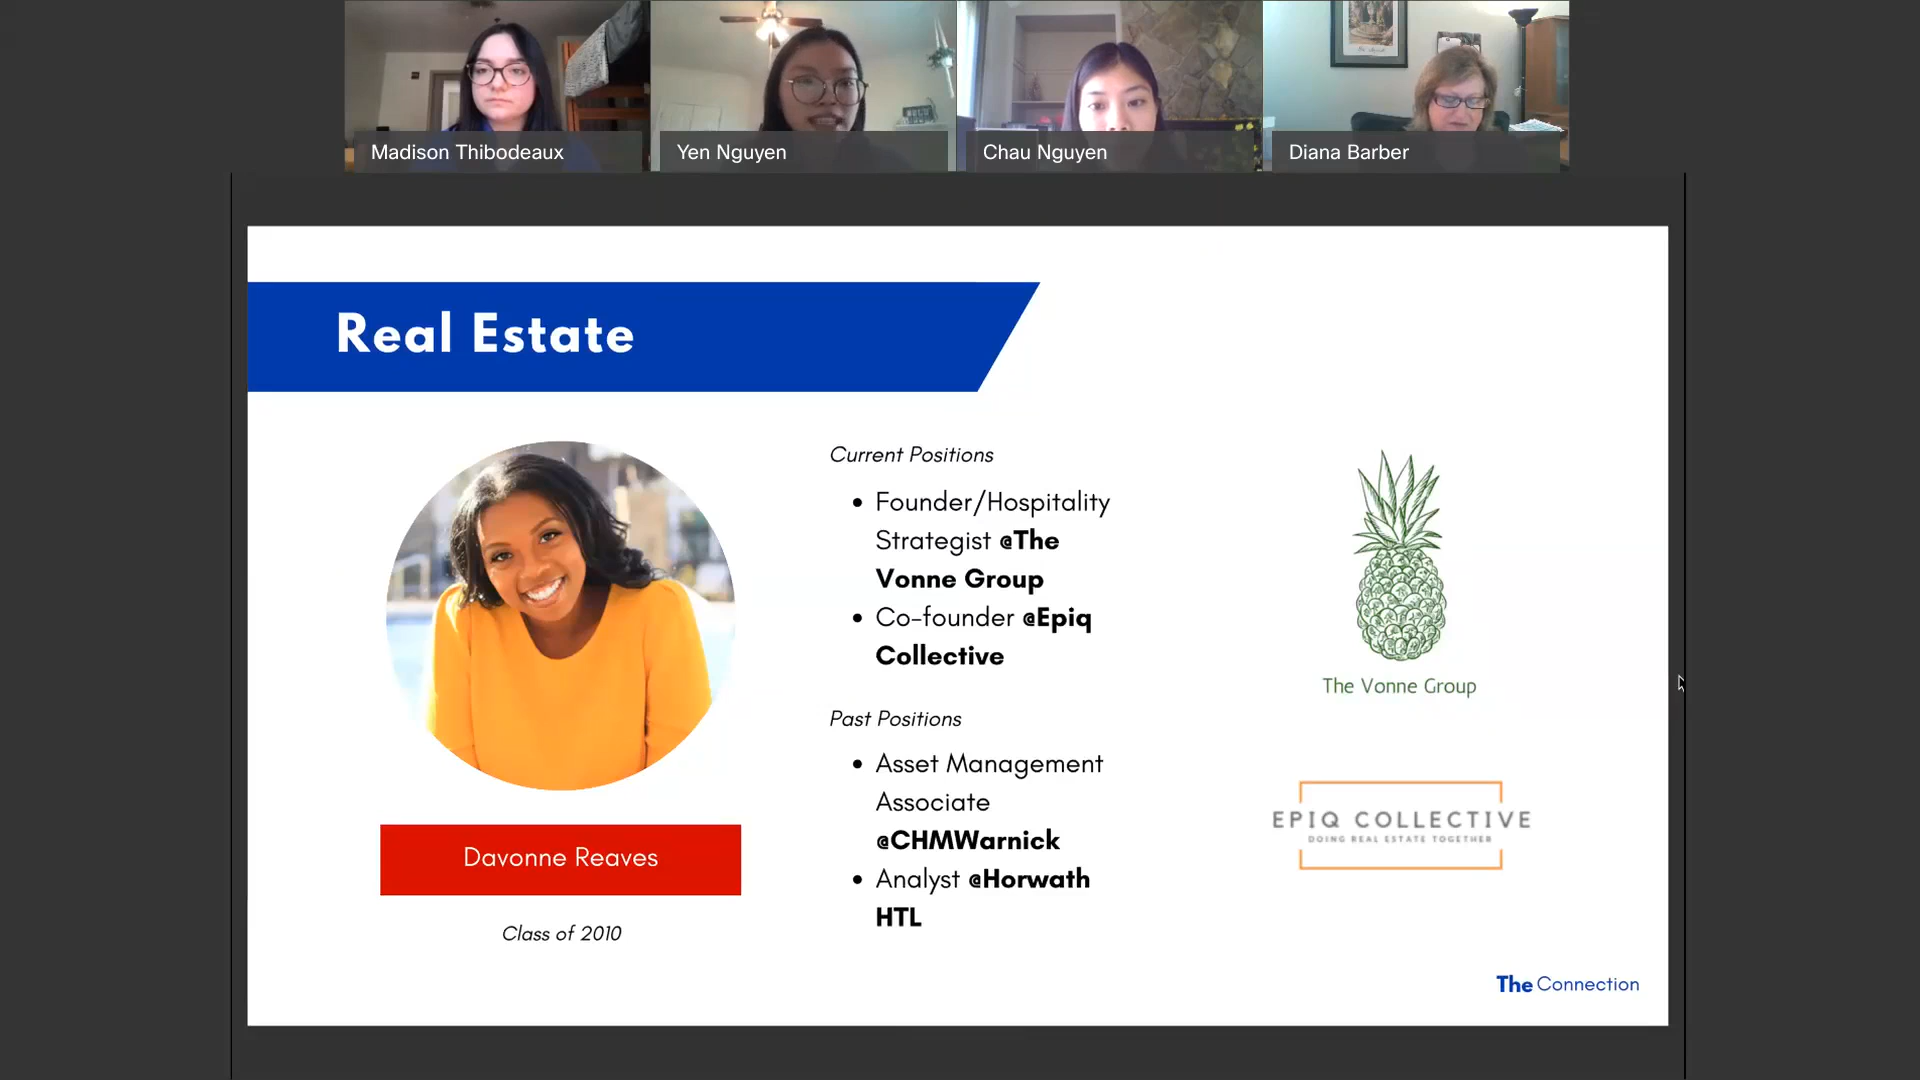 Madison Thibodeaux
Yen Nguyen
Chau Nguyen
Diana Barber
Real Estate
Current Positions
Founder/Hospitality
Strategist @The
Vonne Group
Co-founder @Epiq
Collective
Past Positions
Asset Management
Associate
@CHMWarnick
Analyst @Horwath
HTL
Davonne Reaves
Class of 2010
The Vonne Group
EPIQ COLLECTIVE
DOING REAL ESTATE TOGETHER
The Connection